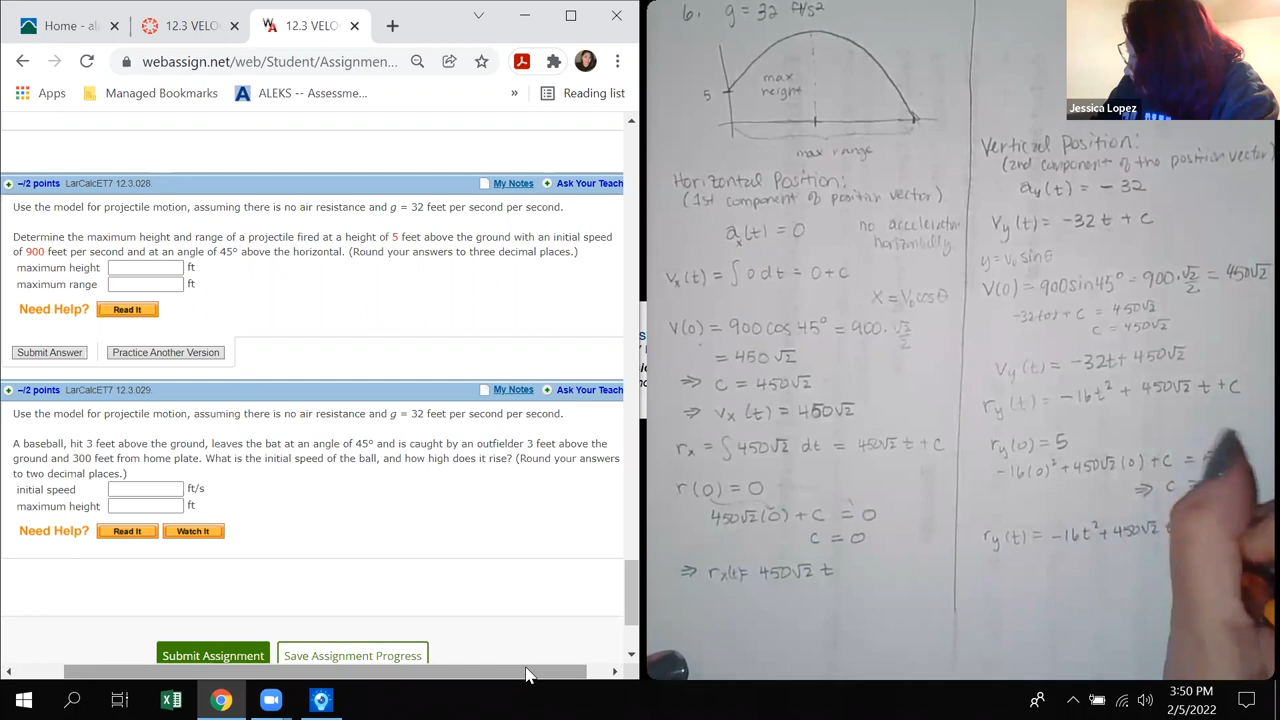 Home - a
12.3 VELO
12.3 VELO
webassign.net/web/Student/Assignmen...
Apps
Managed Bookmarks
ALEKS -- Assessme...
»
Reading list
–/2 points
LarCalcET7 12.3.028.
My Notes
Ask Your Teach
Use the model for projectile motion, assuming there is no air resistance and g = 32 feet per second per second.
Determine the maximum height and range of a projectile fired at a height of 5 feet above the ground with an initial speed
of 900 feet per second and at an angle of 45° above the horizontal. (Round your answers to three decimal places.)
maximum height ft
maximum range ft
Need Help? Read It
Submit Answer
Practice Another Version
–/2 points
LarCalcET7 12.3.029.
My Notes
Ask Your Teach
Use the model for projectile motion, assuming there is no air resistance and g = 32 feet per second per second.
A baseball, hit 3 feet above the ground, leaves the bat at an angle of 45° and is caught by an outfielder 3 feet above the
ground and 300 feet from home plate. What is the initial speed of the ball, and how high does it rise? (Round your answers
to two decimal places.)
initial speed ft/s
maximum height ft
Need Help? Read It Watch It
Submit Assignment
Save Assignment Progress
6. g = 32 ft/s²
5
max
height
max range
Horizontal Position:
(1st component of position vector)
aₓ(t) = 0
no acceleration
horizontally
vₓ(t) = ∫ 0 dt = 0 + C
x = v₀ cos θ
v(0) = 900 cos 45° = 900 · √2/2
= 450√2
⇒ C = 450√2
⇒ vₓ(t) = 450√2
rₓ = ∫ 450√2 dt = 450√2 t + C
r(0) = 0
450√2(0) + C = 0
C = 0
⇒ rₓ(t) = 450√2 t
Vertical Position:
(2nd component of the position vector)
a_y(t) = -32
v_y(t) = -32t + C
y = v₀ sin θ
v(0) = 900 sin 45° = 900 · √2/2 = 450√2
-32(0) + C = 450√2
C = 450√2
v_y(t) = -32t + 450√2
r_y(t) = -16t² + 450√2 t + C
r_y(0) = 5
-16(0)² + 450√2(0) + C =
⇒ C =
r_y(t) = -16t² + 450√2 t
Jessica Lopez
3:50 PM
2/5/2022